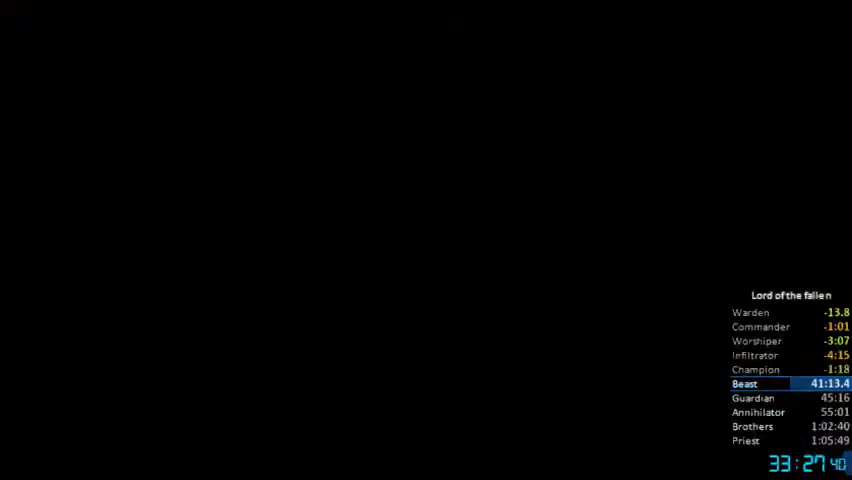 Lord of the fallen
Warden -13.8
Commander -1:01
Worshiper -3:07
Infiltrator -4:15
Champion -1:18
Beast 41:13.4
Guardian 45:16
Annihilator 55:01
Brothers 1:02:40
Priest 1:05:49
33:27 40